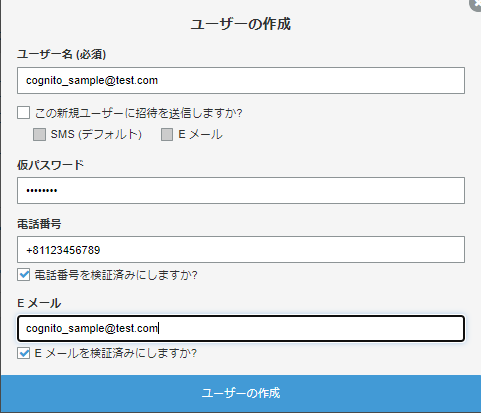 ユーザーの作成
ユーザー名 (必須)
cognito_sample@test.com
この新規ユーザーに招待を送信しますか?
SMS (デフォルト) E メール
仮パスワード
••••••••
電話番号
+81123456789
電話番号を検証済みにしますか?
E メール
cognito_sample@test.com
E メールを検証済みにしますか?
ユーザーの作成